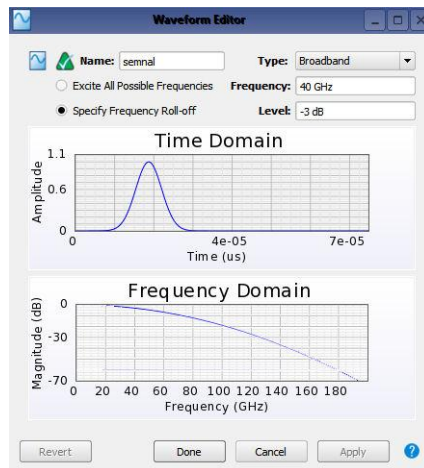 Waveform Editor
Name: semnal Type: Broadband
Excite All Possible Frequencies Frequency: 40 GHz
Specify Frequency Roll-off Level: -3 dB
Time Domain
1.1
0.6
0
Amplitude
0 4e-05 7e-05
Time (us)
Frequency Domain
0
-30
-70
Magnitude (dB)
0 20 40 60 80 100 120 140 160 180
Frequency (GHz)
Revert Done Cancel Apply ?